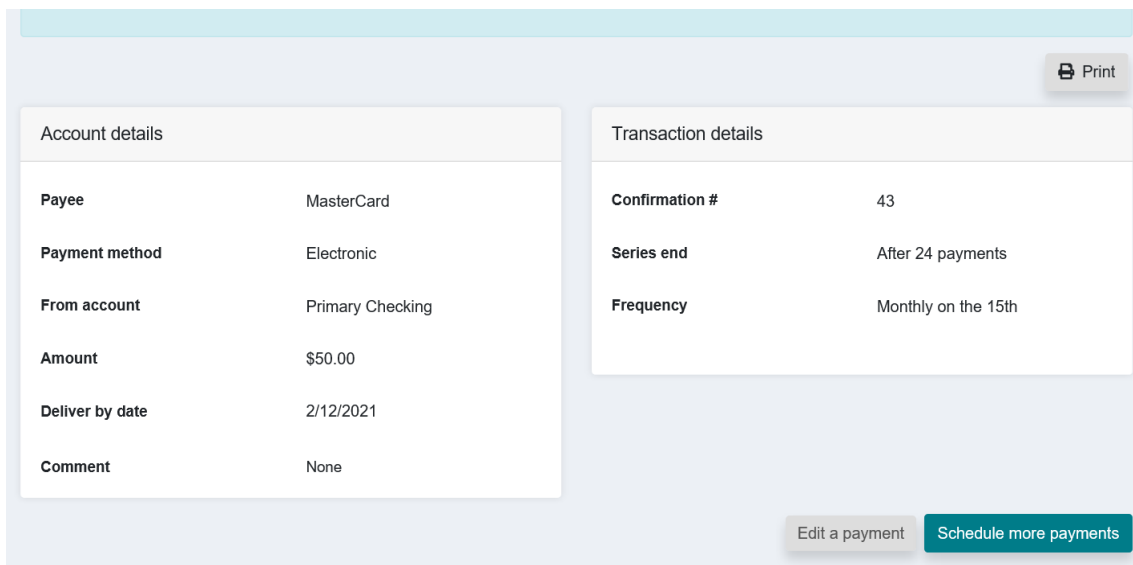 Print
Account details
Payee MasterCard
Payment method Electronic
From account Primary Checking
Amount $50.00
Deliver by date 2/12/2021
Comment None
Transaction details
Confirmation # 43
Series end After 24 payments
Frequency Monthly on the 15th
Edit a payment
Schedule more payments